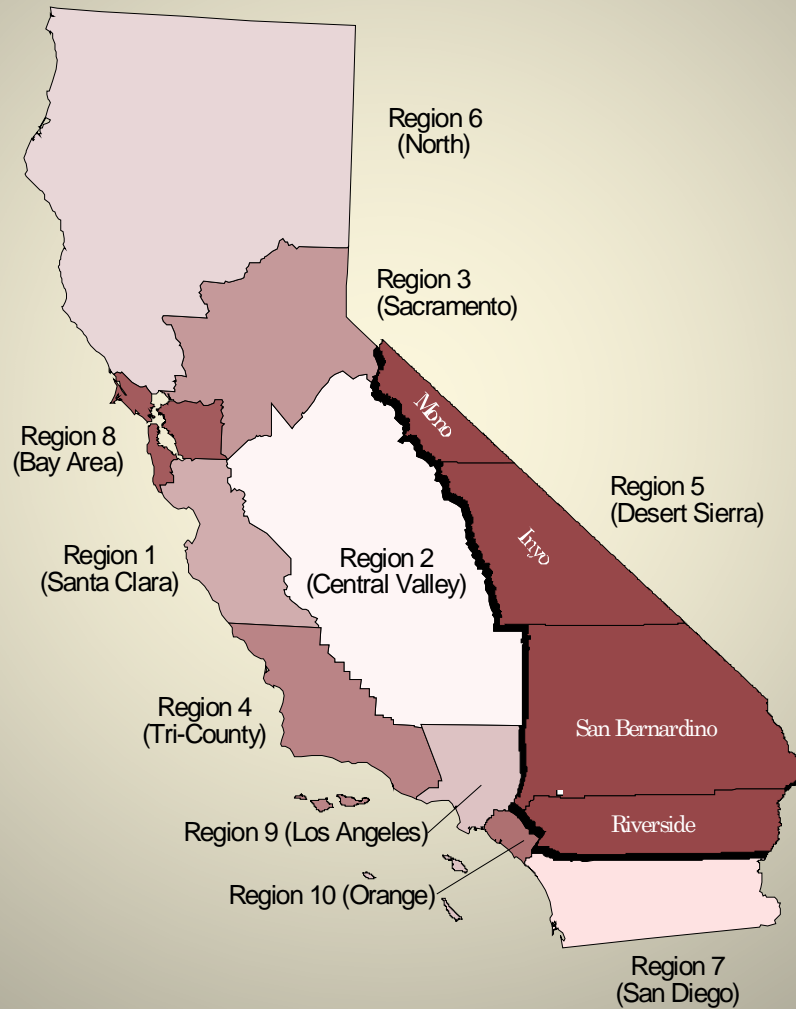 Region 6
(North)
Region 3
(Sacramento)
Mono
Region 8
(Bay Area)
Region 5
(Desert Sierra)
Inyo
Region 1
(Santa Clara)
Region 2
(Central Valley)
Region 4
(Tri-County)
San Bernardino
Region 9 (Los Angeles)
Riverside
Region 10 (Orange)
Region 7
(San Diego)